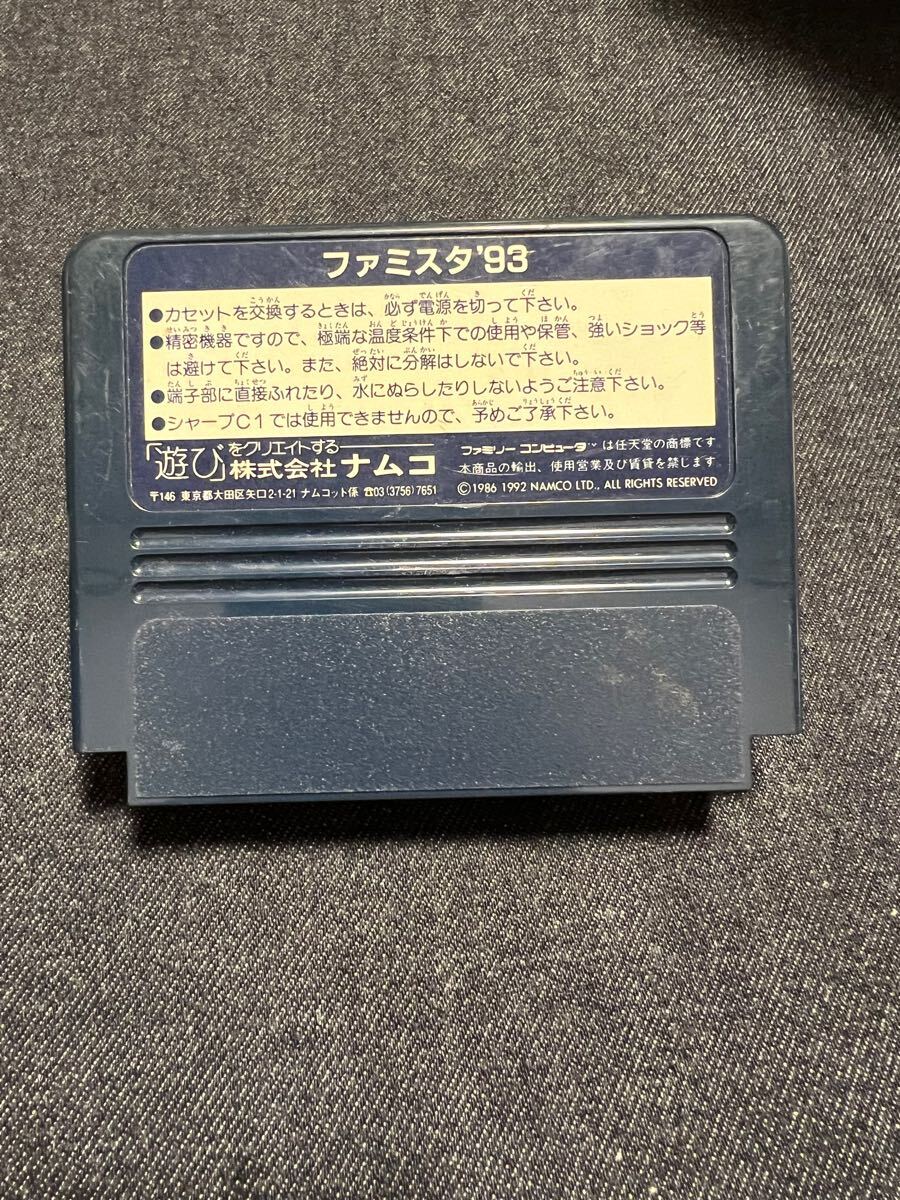 ファミスタ'93
●カセットを交換するときは、必ず電源を切って下さい。
●精密機器ですので、極端な温度条件下での使用や保管、強いショック等
は避けて下さい。また、絶対に分解はしないで下さい。
●端子部に直接ふれたり、水にぬらしたりしないようご注意下さい。
●シャープC1では使用できませんので、予めご了承下さい。
「遊び」をクリエイトする
株式会社ナムコ
〒146 東京都大田区矢口2-1-21 ナムコット係 ☎03(3756)7651
ファミリーコンピュータ™は任天堂の商標です
本商品の輸出、使用営業及び賃貸を禁じます
©1986 1992 NAMCO LTD., ALL RIGHTS RESERVED